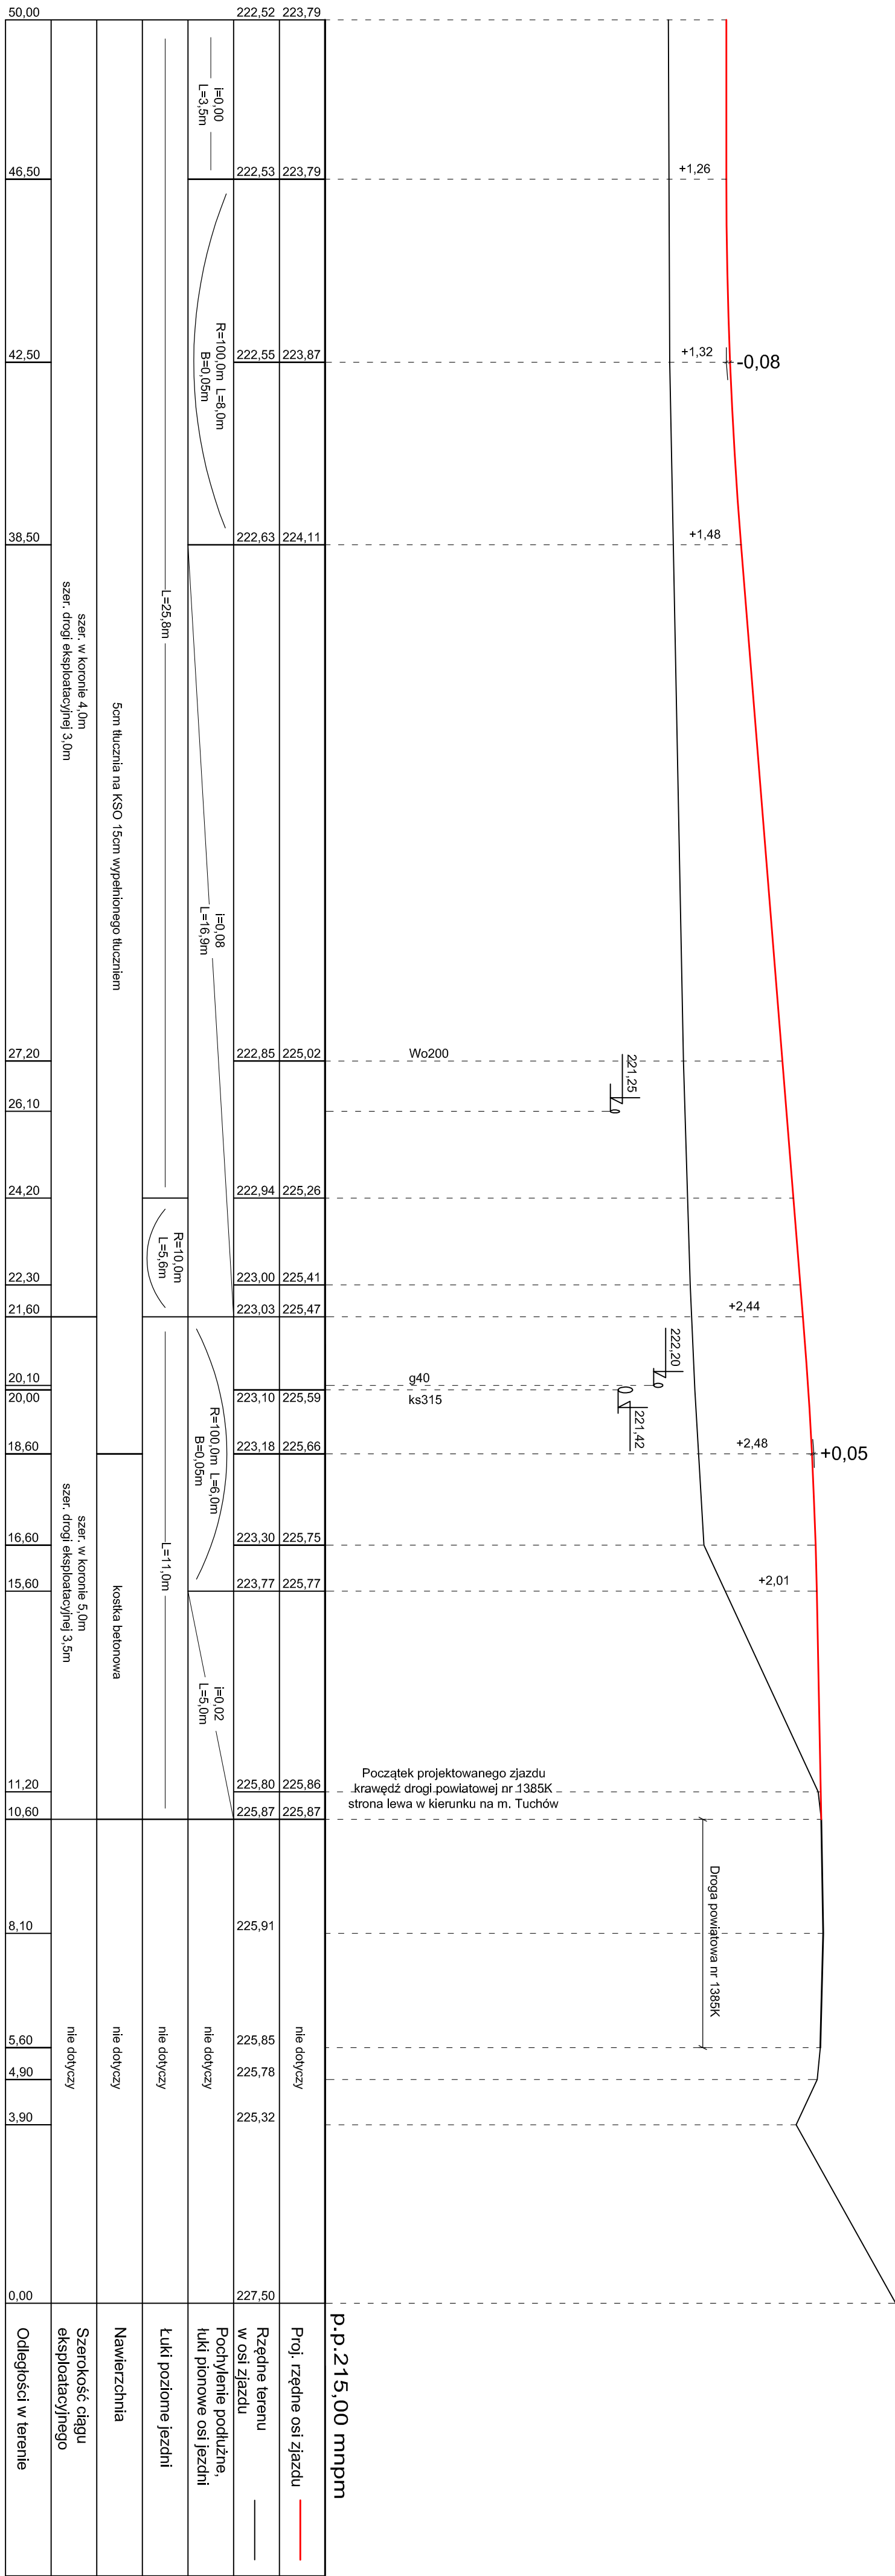 50,00
222,52
223,79
i=0,00
L=3,5m
46,50
222,53
223,79
+1,26
R=100,0m L=8,0m
B=0,05m
42,50
222,55
223,87
+1,32
-0,08
38,50
222,63
224,11
+1,48
szer. w koronie 4,0m
szer. drogi eksploatacyjnej 3,0m
L=25,8m
5cm tłucznia na KSO 15cm wypełnionego tłuczniem
i=0,08
L=16,9m
27,20
222,85
225,02
Wo200
221,25
26,10
24,20
222,94
225,26
R=10,0m
L=5,6m
22,30
223,00
225,41
21,60
223,03
225,47
+2,44
222,20
20,10
g40
20,00
223,10
225,59
ks315
221,42
R=100,0m L=6,0m
B=0,05m
18,60
223,18
225,66
+2,48
+0,05
szer. w koronie 5,0m
szer. drogi eksploatacyjnej 3,5m
16,60
223,30
225,75
L=11,0m
kostka betonowa
15,60
223,77
225,77
+2,01
i=0,02
L=5,0m
Początek projektowanego zjazdu
krawędź drogi powiatowej nr 1385K
strona lewa w kierunku na m. Tuchów
11,20
225,80
225,86
10,60
225,87
225,87
Droga powiatowa nr 1385K
8,10
225,91
5,60
225,85
nie dotyczy
nie dotyczy
nie dotyczy
nie dotyczy
nie dotyczy
4,90
225,78
3,90
225,32
0,00
227,50
p.p.215,00 mnpm
Proj. rzędne osi zjazdu
Rzędne terenu
w osi zjazdu
Pochylenie podłużne,
łuki pionowe osi jezdni
Łuki poziome jezdni
Nawierzchnia
Szerokość ciągu
eksploatacyjnego
Odległości w terenie